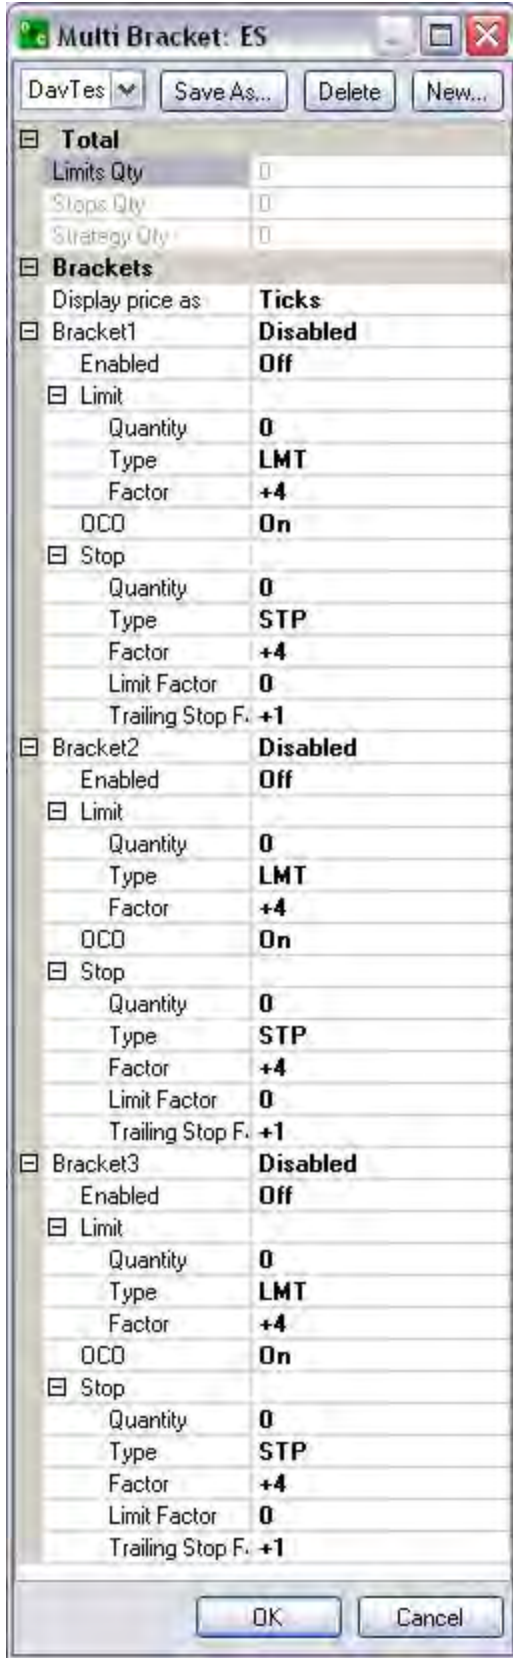 Multi Bracket: ES
DavTes Save As... Delete New...
Total
Limits Qty 0
Stops Qty 0
Strategy Qty 0
Brackets
Display price as Ticks
Bracket1 Disabled
Enabled Off
Limit
Quantity 0
Type LMT
Factor +4
OCO On
Stop
Quantity 0
Type STP
Factor +4
Limit Factor 0
Trailing Stop F. +1
Bracket2 Disabled
Enabled Off
Limit
Quantity 0
Type LMT
Factor +4
OCO On
Stop
Quantity 0
Type STP
Factor +4
Limit Factor 0
Trailing Stop F. +1
Bracket3 Disabled
Enabled Off
Limit
Quantity 0
Type LMT
Factor +4
OCO On
Stop
Quantity 0
Type STP
Factor +4
Limit Factor 0
Trailing Stop F. +1
OK Cancel